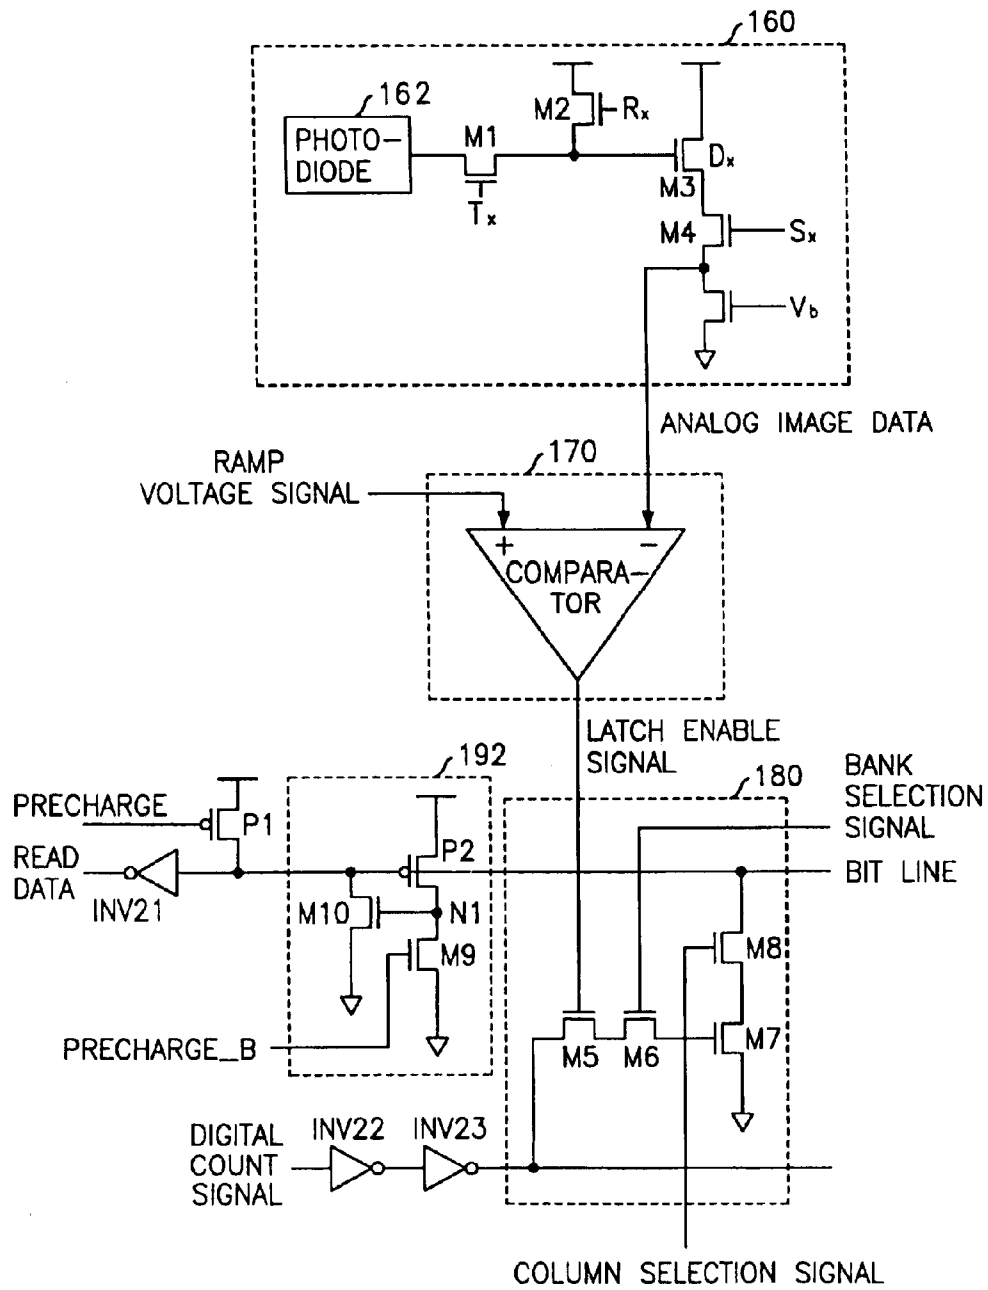 160
162
PHOTO-
DIODE
M1
Tx
M2
Rx
Dx
M3
M4
Sx
Vb
ANALOG IMAGE DATA
170
RAMP
VOLTAGE SIGNAL
+
−
COMPARA-
TOR
LATCH ENABLE
SIGNAL
192
180
BANK
SELECTION
SIGNAL
PRECHARGE
P1
P2
READ
DATA
INV21
BIT LINE
M10
N1
M9
M8
M5
M6
M7
PRECHARGE_B
DIGITAL
COUNT
SIGNAL
INV22
INV23
COLUMN SELECTION SIGNAL